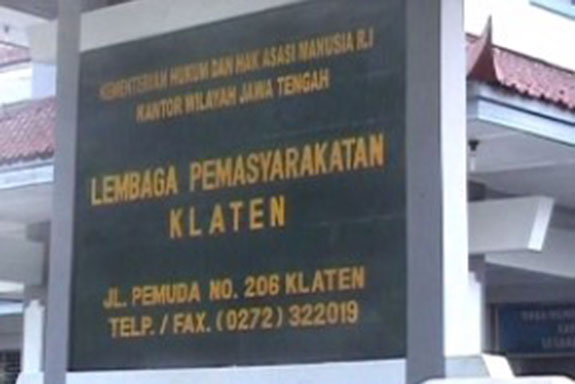 KEMENTERIAN HUKUM DAN HAK ASASI MANUSIA R.I
KANTOR WILAYAH JAWA TENGAH
LEMBAGA PEMASYARAKATAN
KLATEN
JL. PEMUDA NO. 206 KLATEN
TELP. / FAX. (0272) 322019